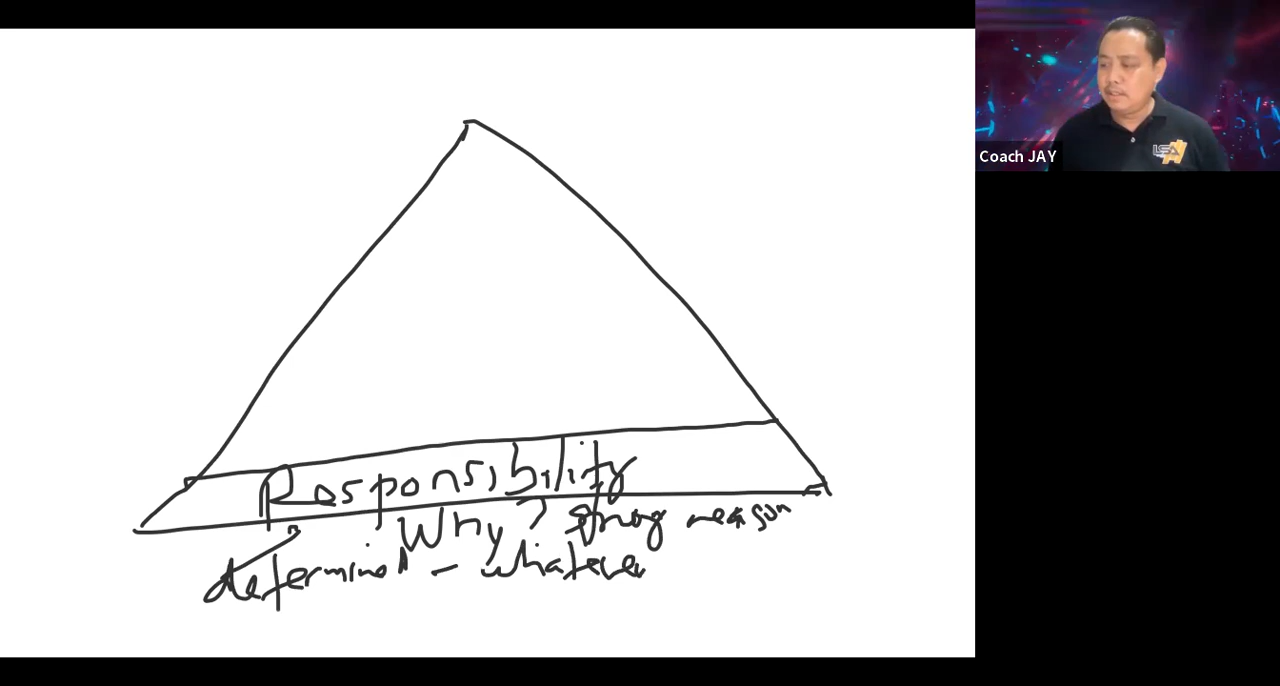 Responsibility
Why? strong reason
determined - whatever
Coach JAY